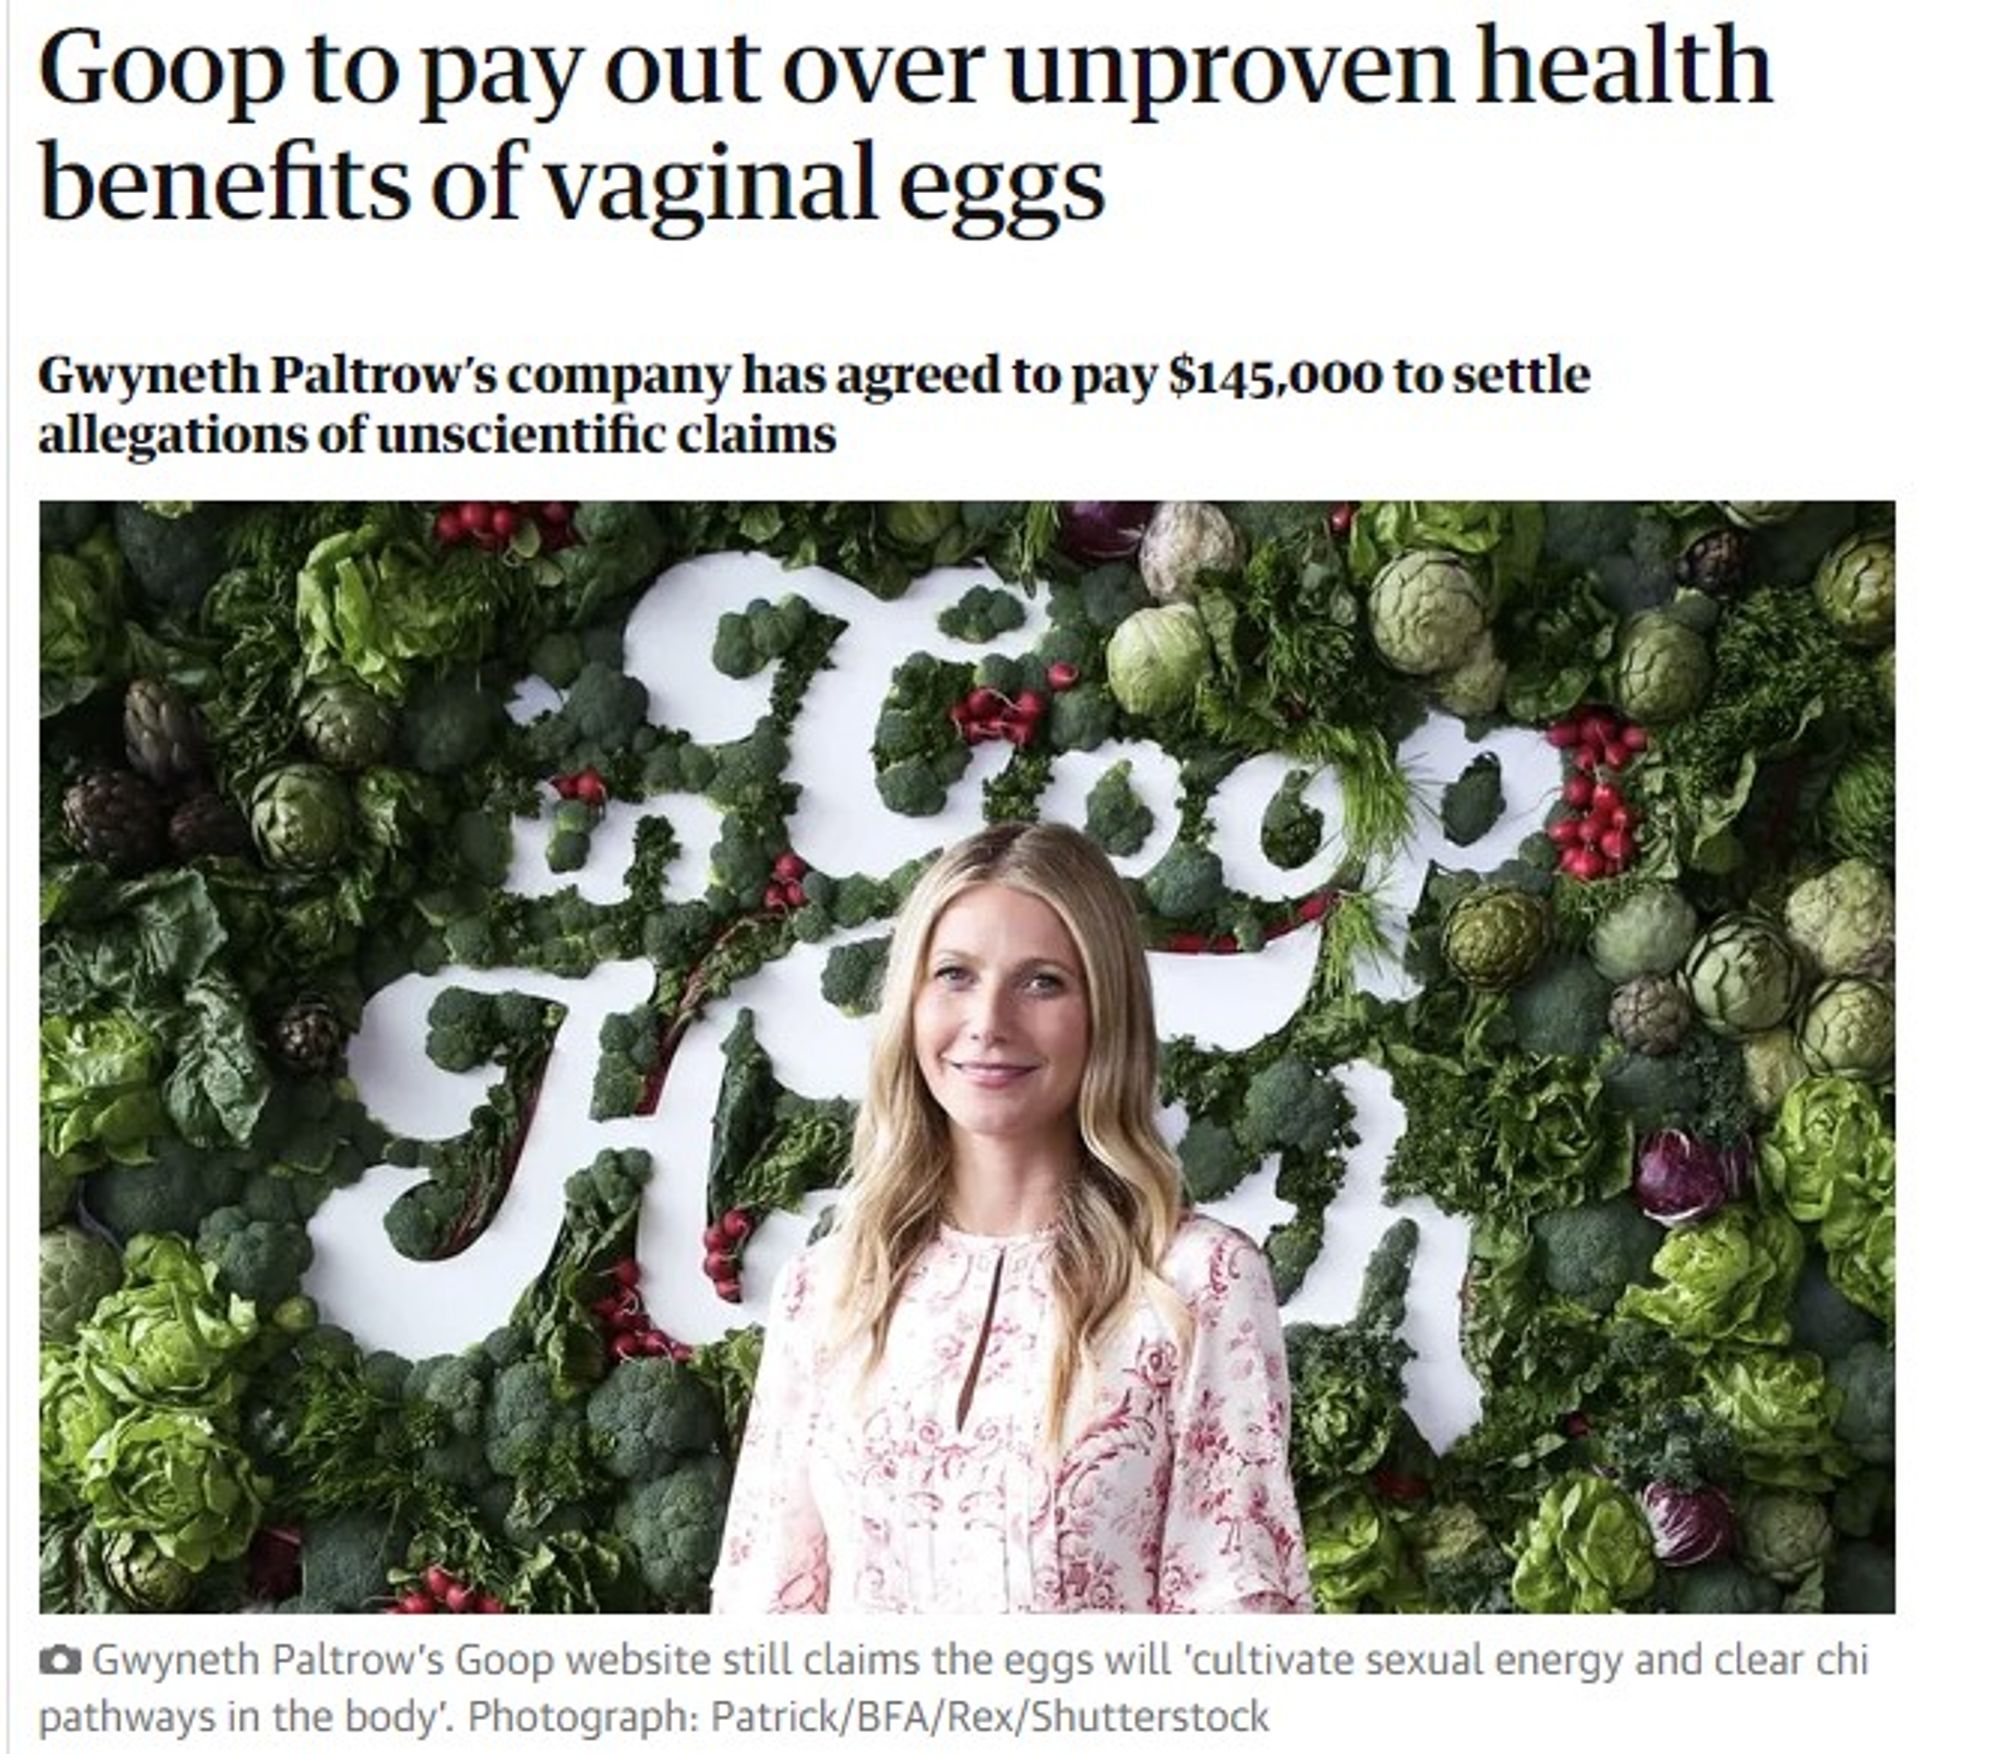 Goop to pay out over unproven health
benefits of vaginal eggs
Gwyneth Paltrow's company has agreed to pay $145,000 to settle
allegations of unscientific claims
in Goop
Gwyneth Paltrow's Goop website still claims the eggs will 'cultivate sexual energy and clear chi
pathways in the body'. Photograph: Patrick/BFA/Rex/Shutterstock